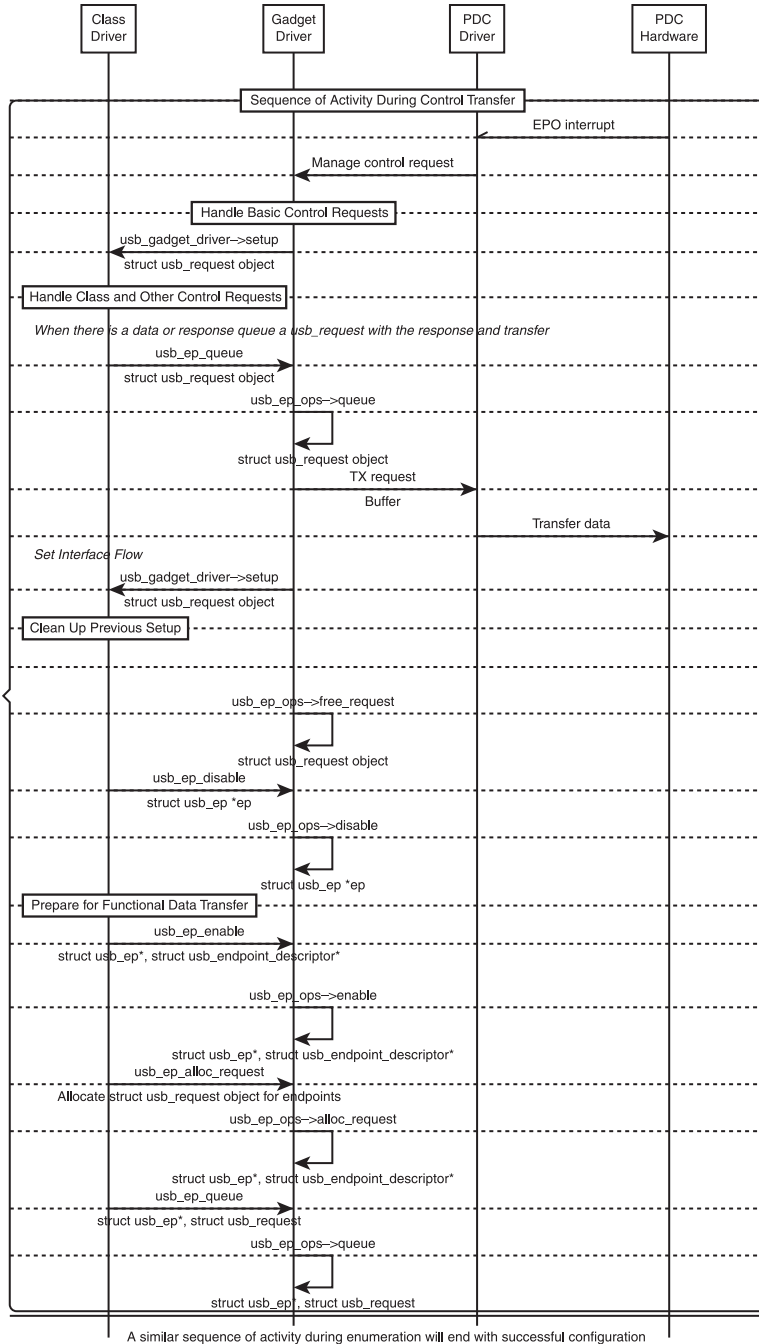 Class
Driver
Gadget
Driver
PDC
Driver
PDC
Hardware
Sequence of Activity During Control Transfer
EPO interrupt
Manage control request
Handle Basic Control Requests
usb_gadget_driver–>setup
struct usb_request object
Handle Class and Other Control Requests
When there is a data or response queue a usb_request with the response and transfer
usb_ep_queue
struct usb_request object
usb_ep_ops–>queue
struct usb_request object
TX request
Buffer
Transfer data
Set Interface Flow
usb_gadget_driver–>setup
struct usb_request object
Clean Up Previous Setup
usb_ep_ops–>free_request
struct usb_request object
usb_ep_disable
struct usb_ep *ep
usb_ep_ops–>disable
struct usb_ep *ep
Prepare for Functional Data Transfer
usb_ep_enable
struct usb_ep*, struct usb_endpoint_descriptor*
usb_ep_ops–>enable
struct usb_ep*, struct usb_endpoint_descriptor*
usb_ep_alloc_request
Allocate struct usb_request object for endpoints
usb_ep_ops–>alloc_request
struct usb_ep*, struct usb_endpoint_descriptor*
usb_ep_queue
struct usb_ep*, struct usb_request
usb_ep_ops–>queue
struct usb_ep*, struct usb_request
A similar sequence of activity during enumeration will end with successful configuration